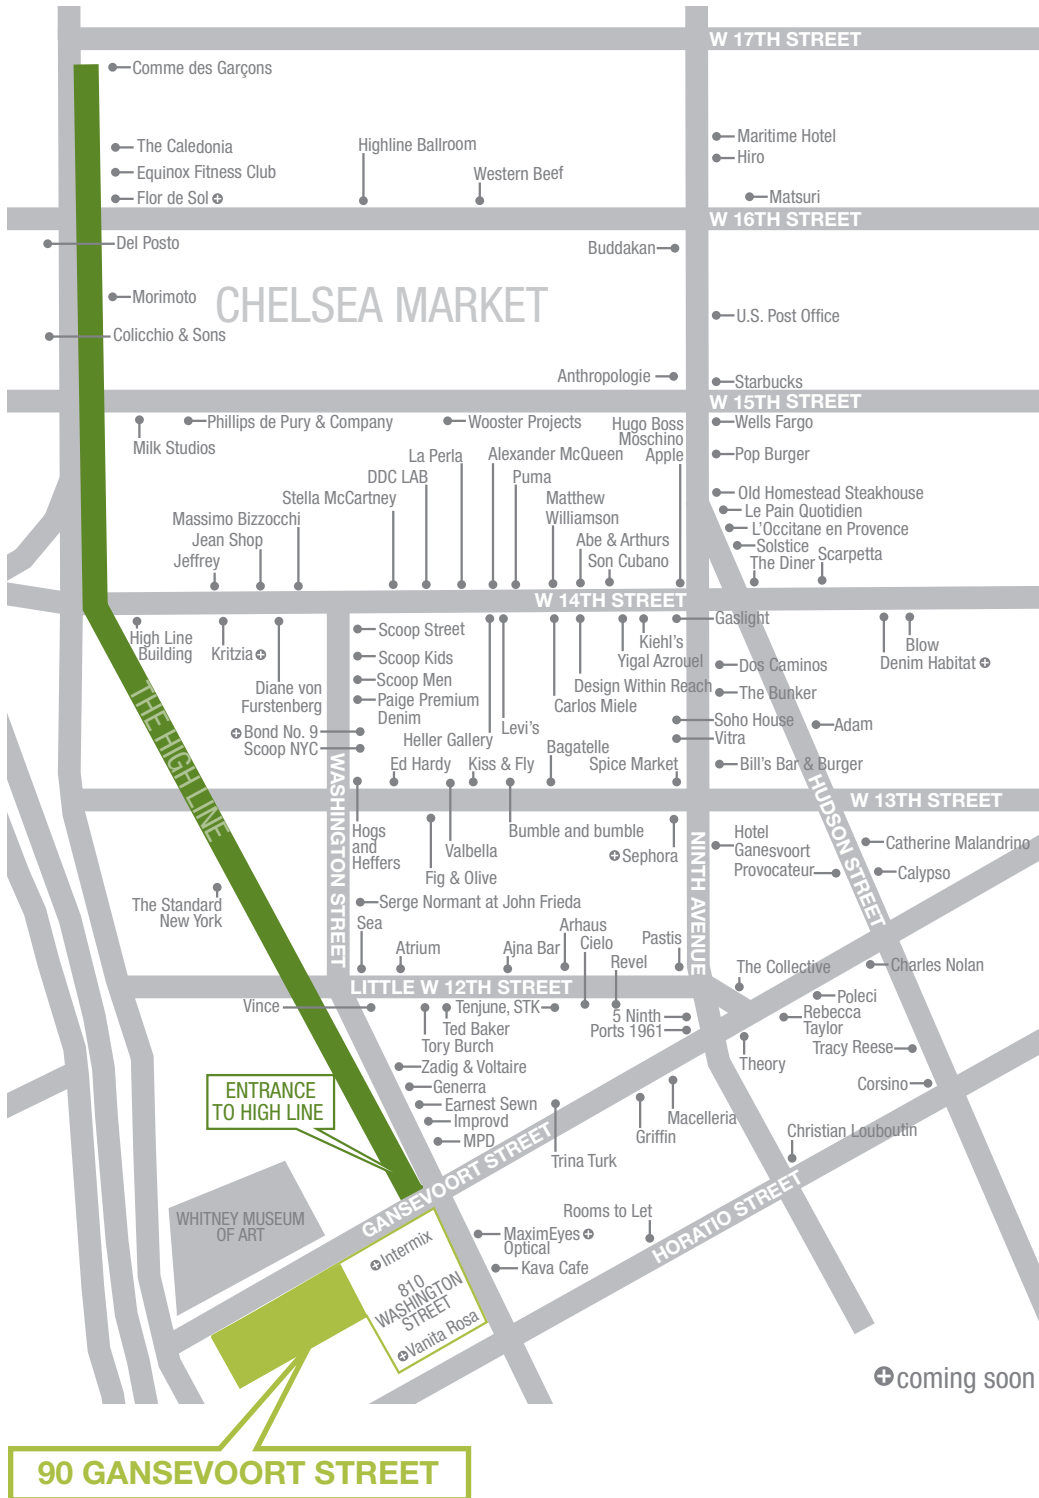 W 17TH STREET
Comme des Garçons
The Caledonia
Equinox Fitness Club
Flor de Sol
Highline Ballroom
Western Beef
Maritime Hotel
Hiro
Matsuri
W 16TH STREET
Del Posto
Buddakan
Morimoto
CHELSEA MARKET
U.S. Post Office
Colicchio & Sons
Anthropologie
Starbucks
W 15TH STREET
Phillips de Pury & Company
Wooster Projects
Hugo Boss
Moschino
Apple
Wells Fargo
Milk Studios
La Perla
Alexander McQueen
Pop Burger
DDC LAB
Puma
Stella McCartney
Matthew
Williamson
Old Homestead Steakhouse
Le Pain Quotidien
L'Occitane en Provence
Massimo Bizzocchi
Jean Shop
Jeffrey
Abe & Arthurs
Son Cubano
Solstice
The Diner
Scarpetta
W 14TH STREET
High Line
Building
Kritzia
Diane von
Furstenberg
Scoop Street
Scoop Kids
Scoop Men
Paige Premium
Denim
Kiehl's
Yigal Azrouel
Gaslight
Blow
Denim Habitat
Design Within Reach
Carlos Miele
Dos Caminos
The Bunker
Bond No. 9
Scoop NYC
Heller Gallery
Levi's
Soho House
Vitra
Adam
Ed Hardy
Kiss & Fly
Bagatelle
Spice Market
Bill's Bar & Burger
THE HIGH LINE
WASHINGTON STREET
HUDSON STREET
W 13TH STREET
Hogs
and
Heffers
Valbella
Bumble and bumble
Fig & Olive
Sephora
NINTH AVENUE
Hotel
Ganesvoort
Provocateur
Catherine Malandrino
Calypso
The Standard
New York
Serge Normant at John Frieda
Sea
Atrium
Ajna Bar
Arhaus
Cielo
Revel
Pastis
The Collective
Charles Nolan
LITTLE W 12TH STREET
Vince
Tenjune, STK
Ted Baker
Tory Burch
5 Ninth
Ports 1961
Poleci
Rebecca
Taylor
Theory
Tracy Reese
Zadig & Voltaire
Generra
Earnest Sewn
Improvd
MPD
Corsino
ENTRANCE
TO HIGH LINE
Trina Turk
Griffin
Macelleria
Christian Louboutin
GANSEVOORT STREET
HORATIO STREET
WHITNEY MUSEUM
OF ART
Rooms to Let
MaximEyes
Optical
Kava Cafe
Intermix
810
WASHINGTON
STREET
Vanita Rosa
coming soon
90 GANSEVOORT STREET